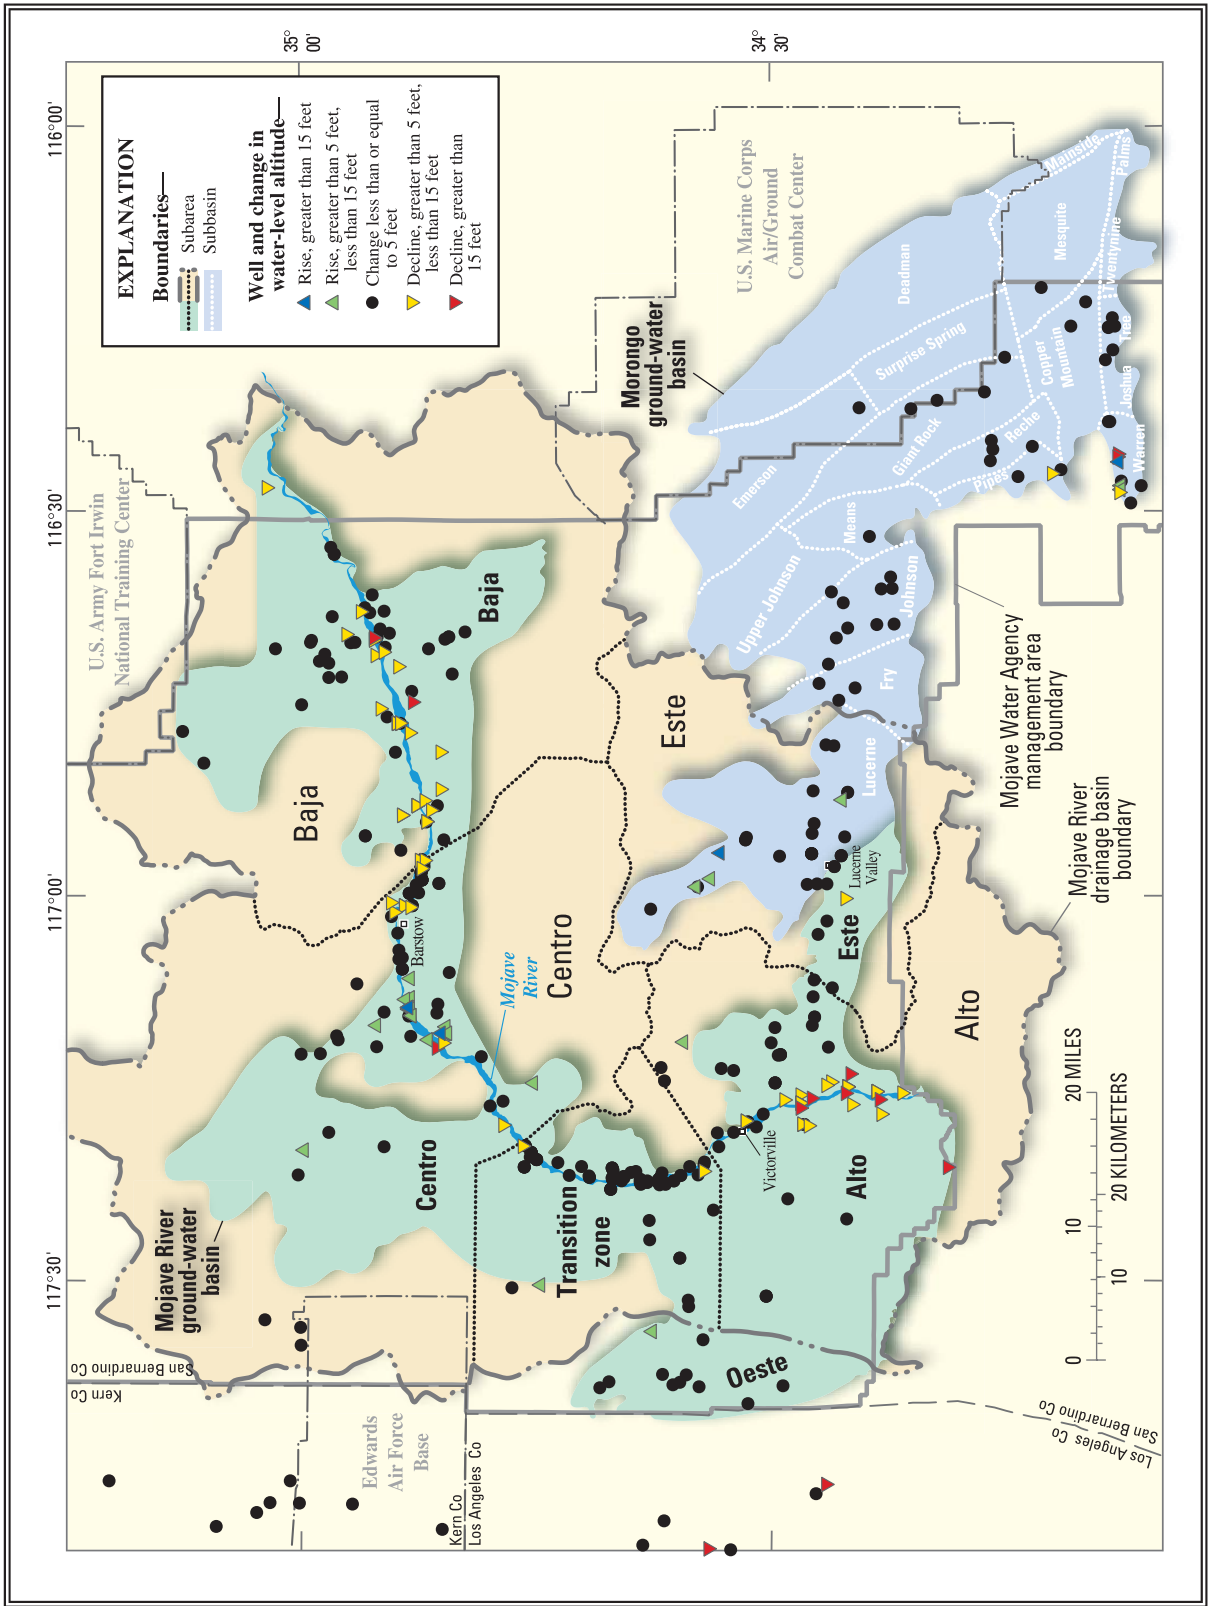 EXPLANATION
Boundaries—
Subarea
Subbasin
Well and change in
water-level altitude—
Rise, greater than 15 feet
Rise, greater than 5 feet,
less than 15 feet
Change less than or equal
to 5 feet
Decline, greater than 5 feet,
less than 15 feet
Decline, greater than
15 feet
117°30'
117°00'
116°30'
116°00'
35°
00'
34°
30'
U.S. Army Fort Irwin
National Training Center
U.S. Marine Corps
Air/Ground
Combat Center
Edwards
Air Force
Base
Kern Co
San Bernardino Co
Kern Co
Los Angeles Co
Los Angeles Co
San Bernardino Co
Mojave River
ground-water
basin
Morongo
ground-water
basin
Mojave Water Agency
management area
boundary
Mojave River
drainage basin
boundary
Baja
Baja
Centro
Centro
Este
Este
Alto
Alto
Oeste
Transition
zone
Mojave
River
Barstow
Victorville
Lucerne
Valley
Lucerne
Fry
Johnson
Upper Johnson
Means
Emerson
Giant Rock
Pipes
Reche
Surprise Spring
Deadman
Copper
Mountain
Mesquite
Mainside
Twentynine
Palms
Joshua
Tree
Warren
0
10
20 MILES
10
20 KILOMETERS